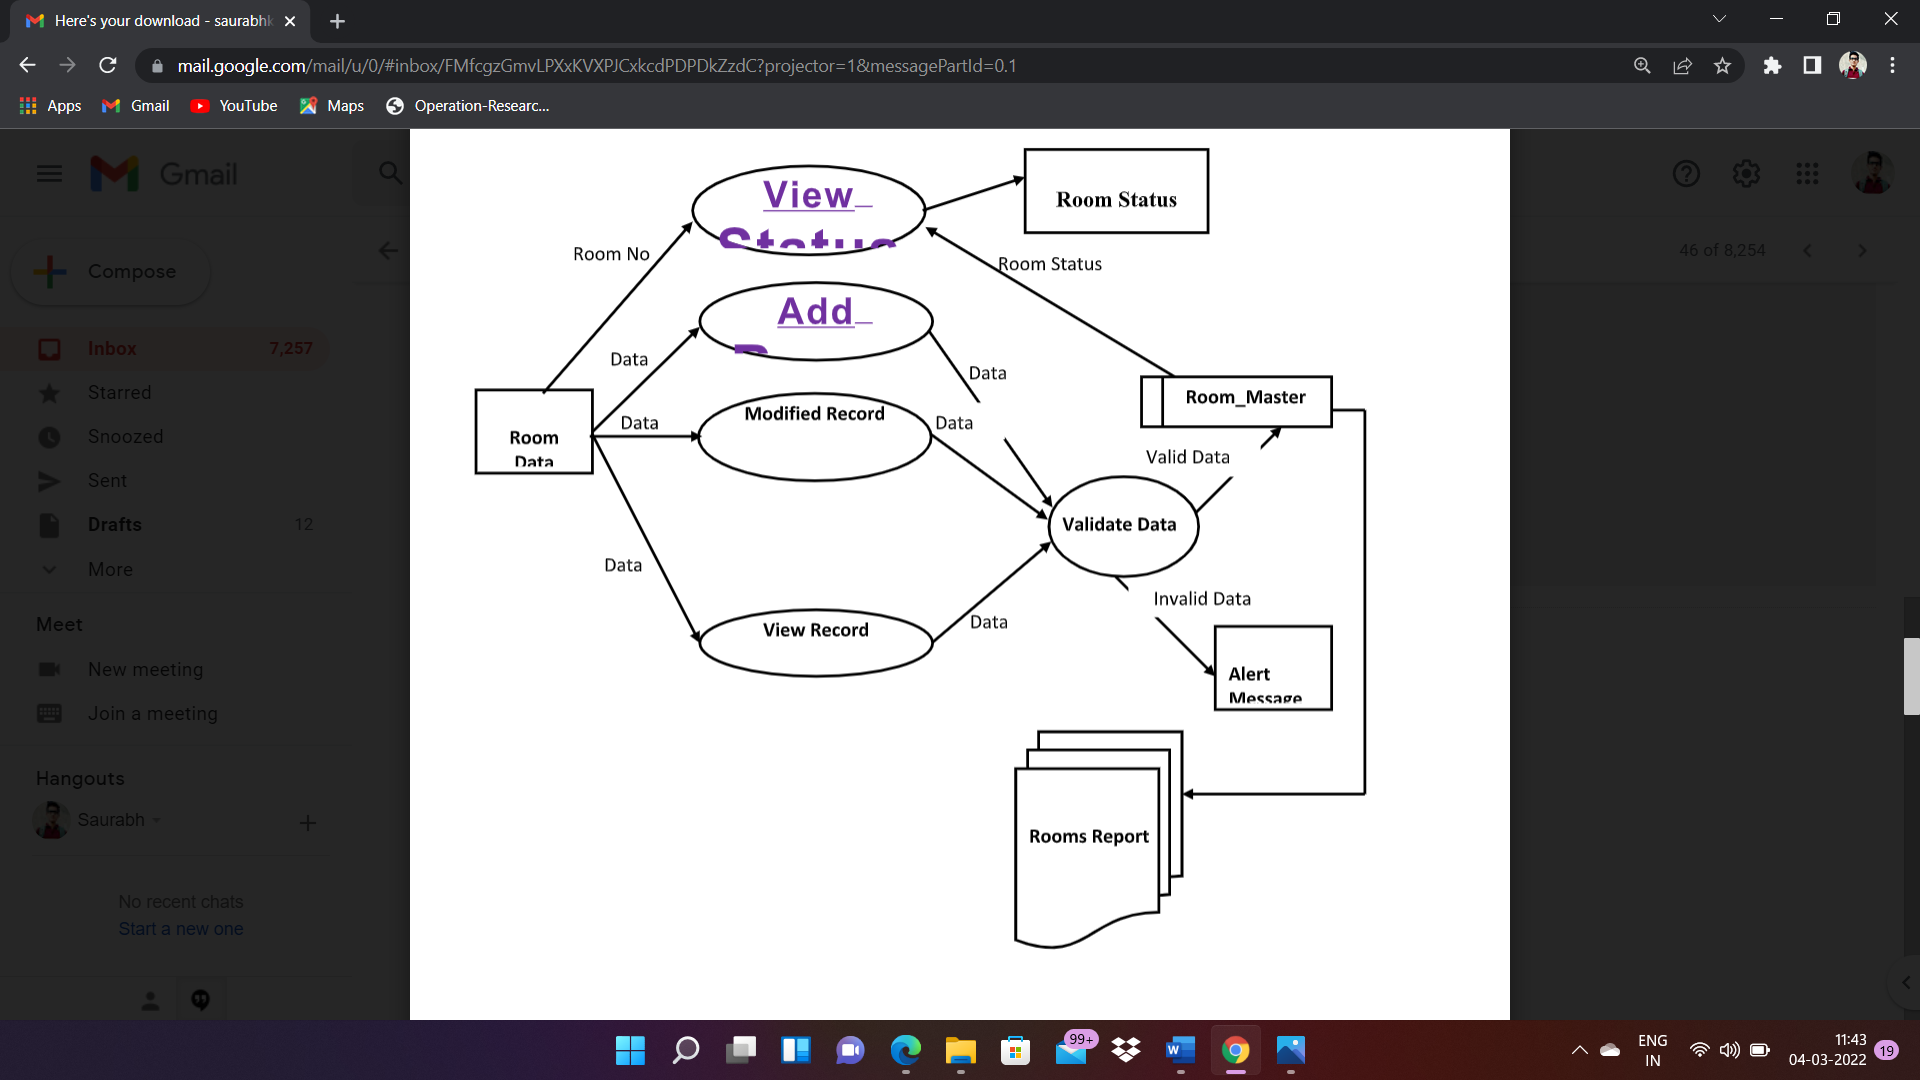 Here's your download - saurabhk
mail.google.com/mail/u/0/#inbox/FMfcgzGmvLPXxKVXPJCxkcdPDPDkZzdC?projector=1&messagePartId=0.1
Apps Gmail YouTube Maps Operation-Researc...
Gmail
Compose
46 of 8,254
Inbox 7,257
Starred
Snoozed
Sent
Drafts 12
More
Meet
New meeting
Join a meeting
Hangouts
Saurabh
No recent chats
Start a new one
View
Status
Room Status
Room No
Room Status
Add
Data
Data
Room_Master
Modified Record
Data
Data
Room
Data
Valid Data
Validate Data
Data
Invalid Data
View Record
Data
Alert
Message
Rooms Report
99+
ENG
IN
11:43
04-03-2022
19